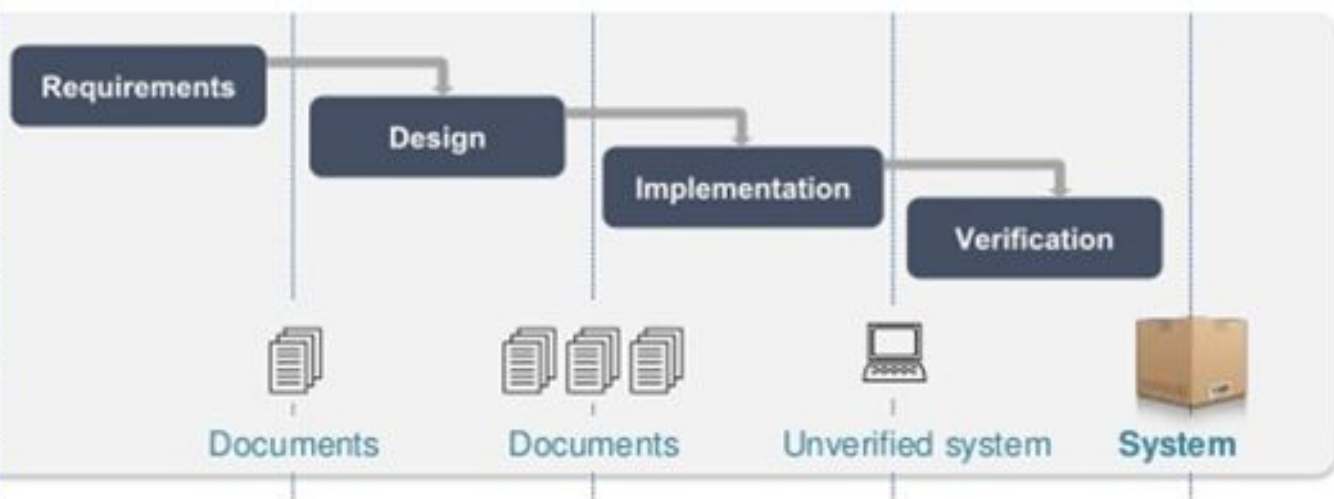 Requirements
Design
Implementation
Verification
Documents
Documents
Unverified system
System